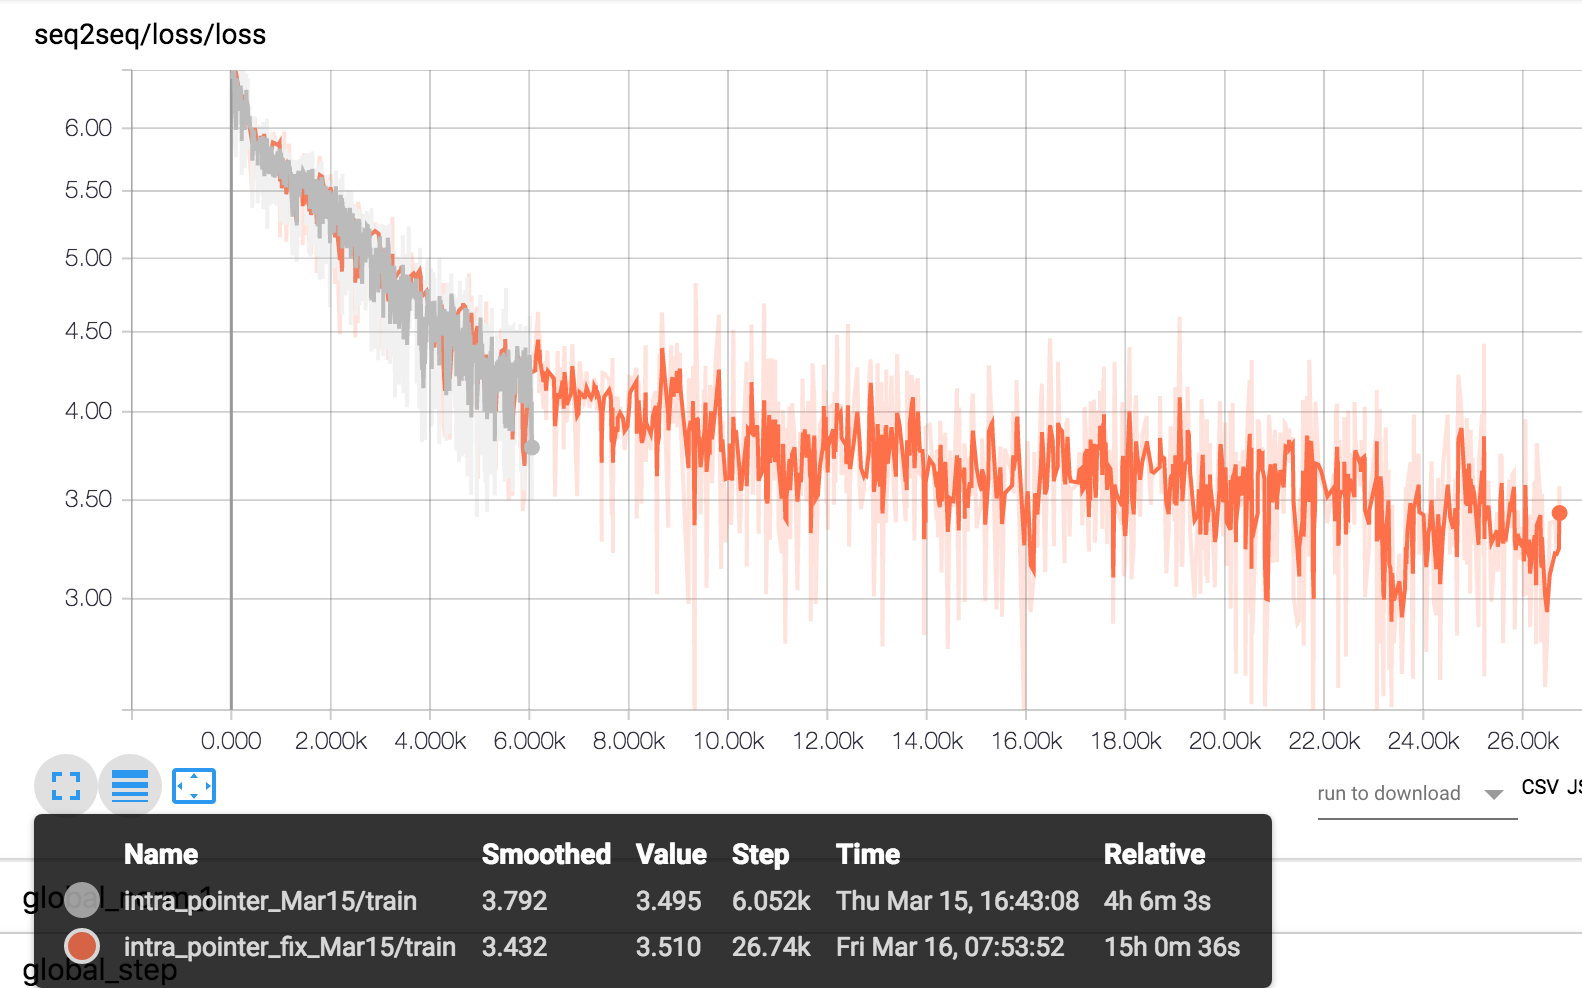 seq2seq/loss/loss
6.00
5.50
5.00
4.50
4.00
3.50
3.00
0.000 2.000k 4.000k 6.000k 8.000k 10.00k 12.00k 14.00k 16.00k 18.00k 20.00k 22.00k 24.00k 26.00k
run to download CSV JS
Name Smoothed Value Step Time Relative
global_norm_1
intra_pointer_Mar15/train 3.792 3.495 6.052k Thu Mar 15, 16:43:08 4h 6m 3s
intra_pointer_fix_Mar15/train 3.432 3.510 26.74k Fri Mar 16, 07:53:52 15h 0m 36s
global_step